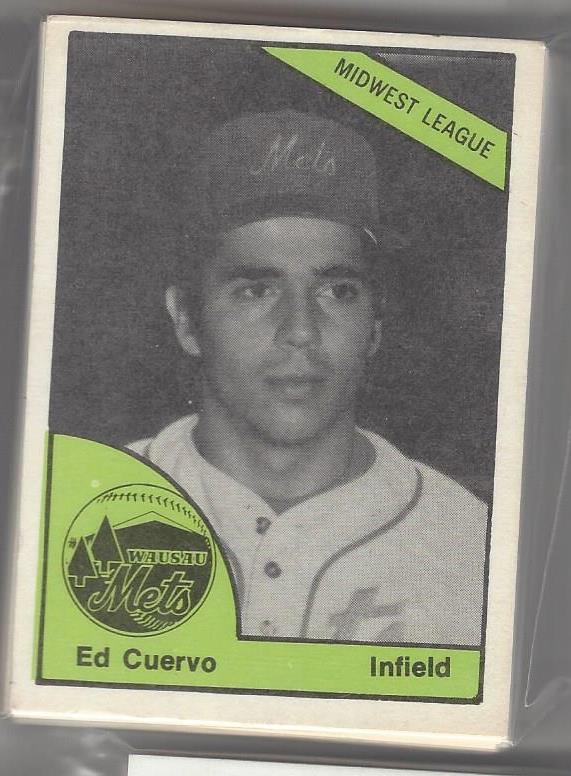 MIDWEST LEAGUE
Mets
WAUSAU
Mets
Ed Cuervo
Infield